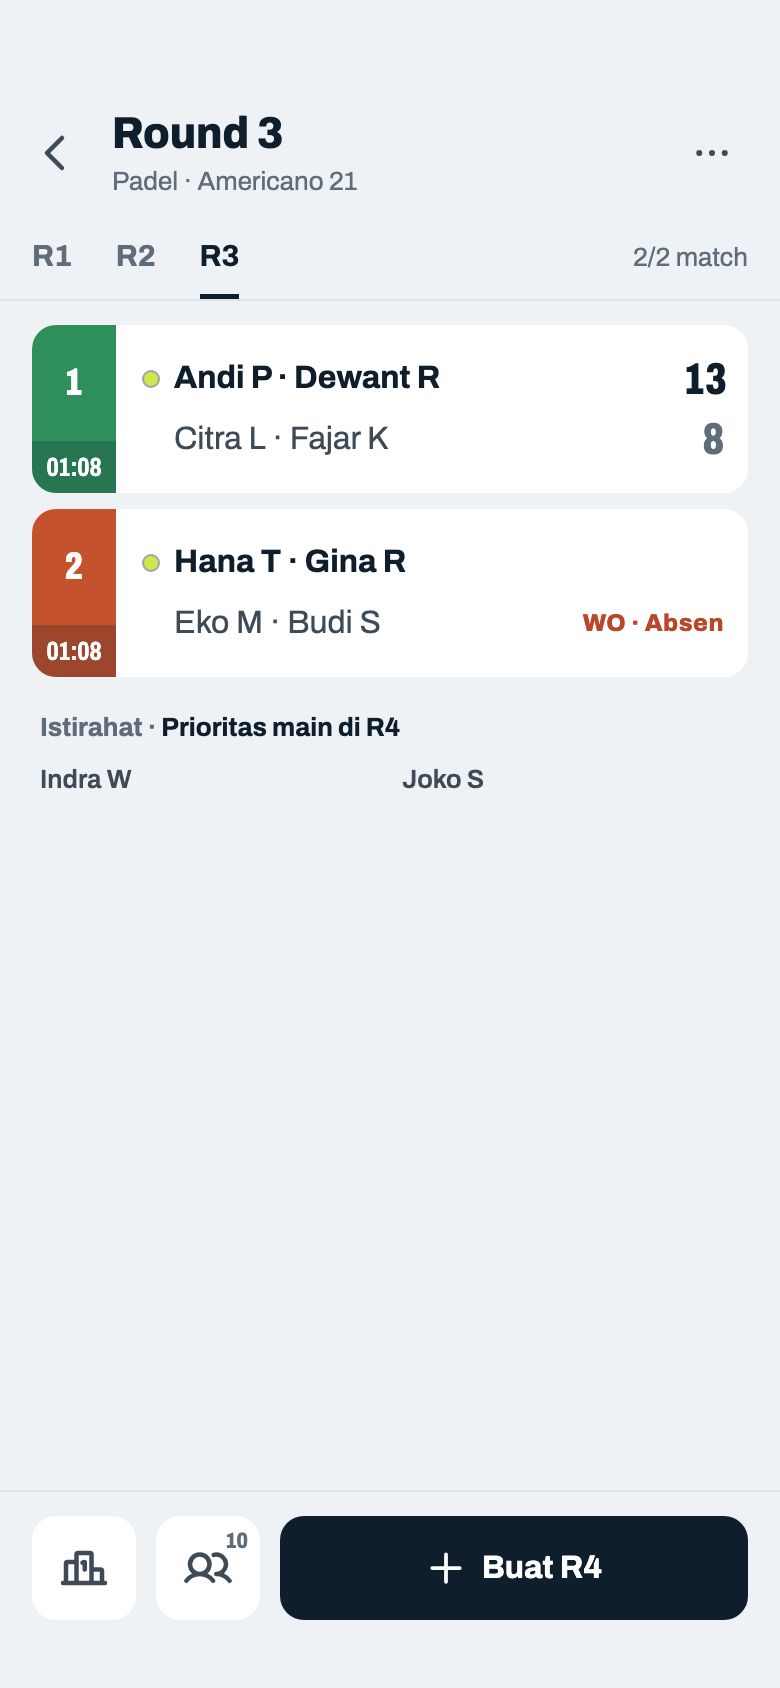 Round 3
Padel · Americano 21
R1 R2 R3 2/2 match
1 Andi P · Dewant R 13
Citra L · Fajar K 8
01:08
2 Hana T · Gina R
Eko M · Budi S WO · Absen
01:08
Istirahat · Prioritas main di R4
Indra W Joko S
1 10 Buat R4